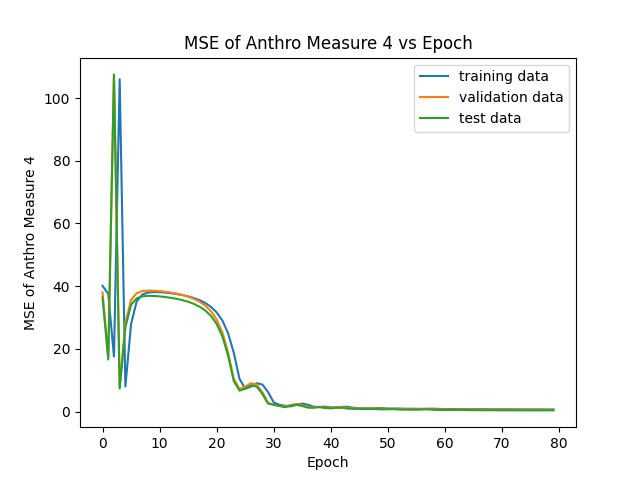 MSE of Anthro Measure 4 vs Epoch
training data
validation data
test data
MSE of Anthro Measure 4
100
80
60
40
20
0
0 10 20 30 40 50 60 70 80
Epoch